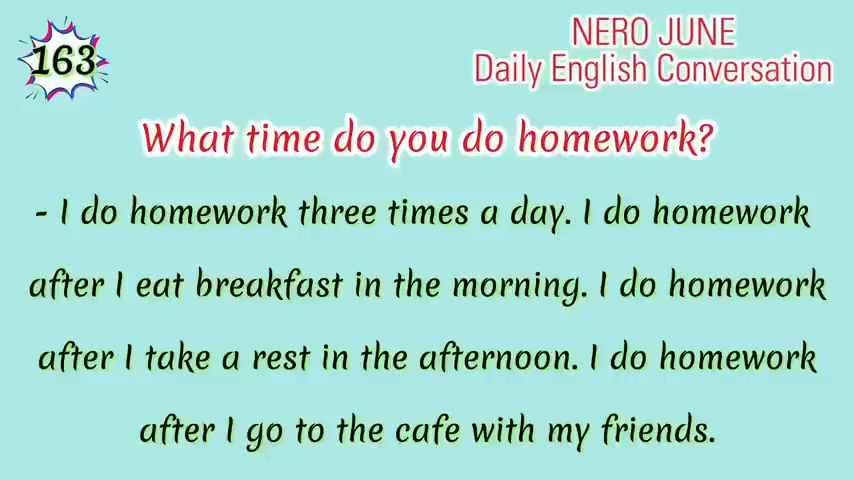 163
NERO JUNE
Daily English Conversation
What time do you do homework?
- I do homework three times a day. I do homework
after I eat breakfast in the morning. I do homework
after I take a rest in the afternoon. I do homework
after I go to the cafe with my friends.